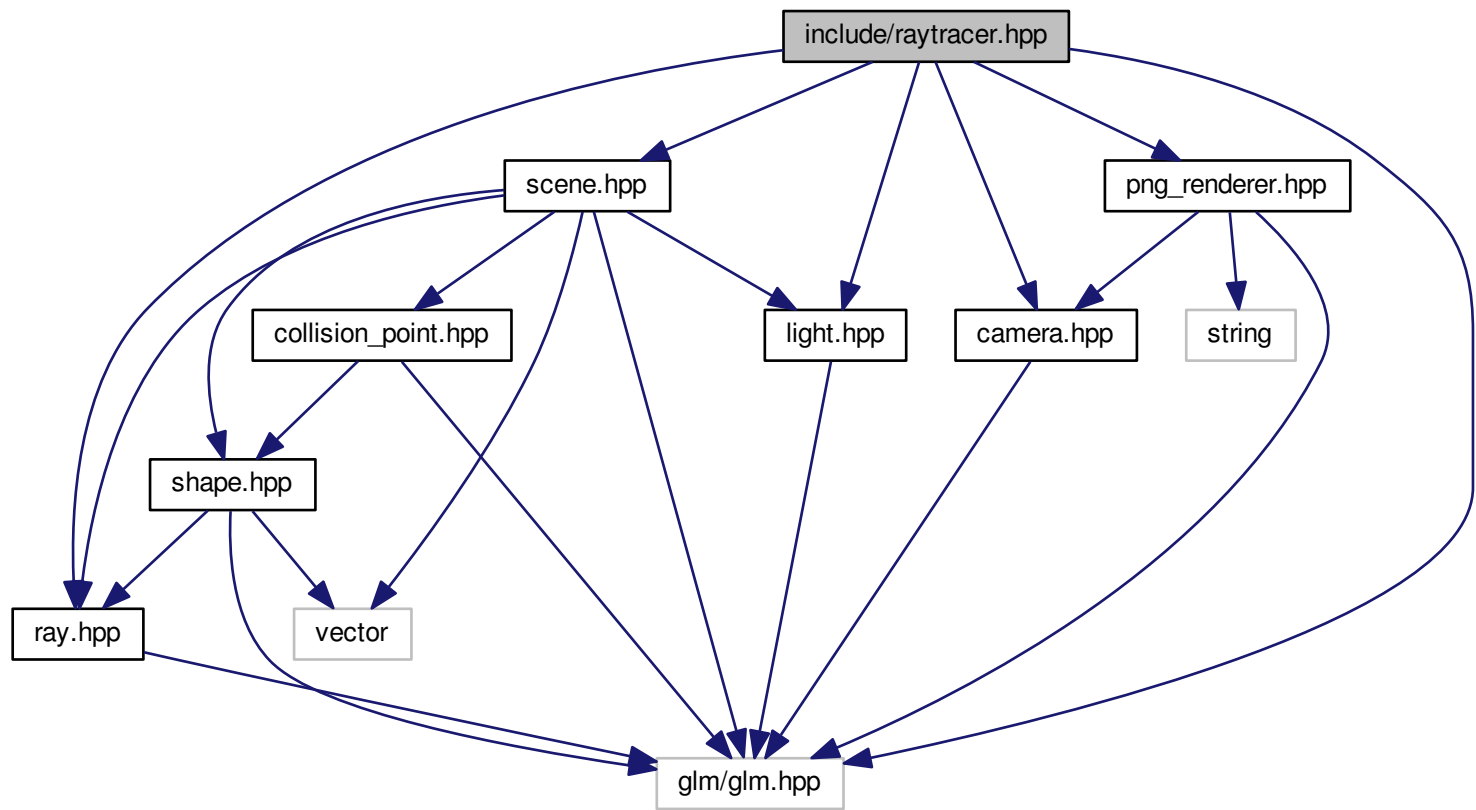 include/raytracer.hpp
scene.hpp
png_renderer.hpp
collision_point.hpp
light.hpp
camera.hpp
string
shape.hpp
ray.hpp
vector
glm/glm.hpp